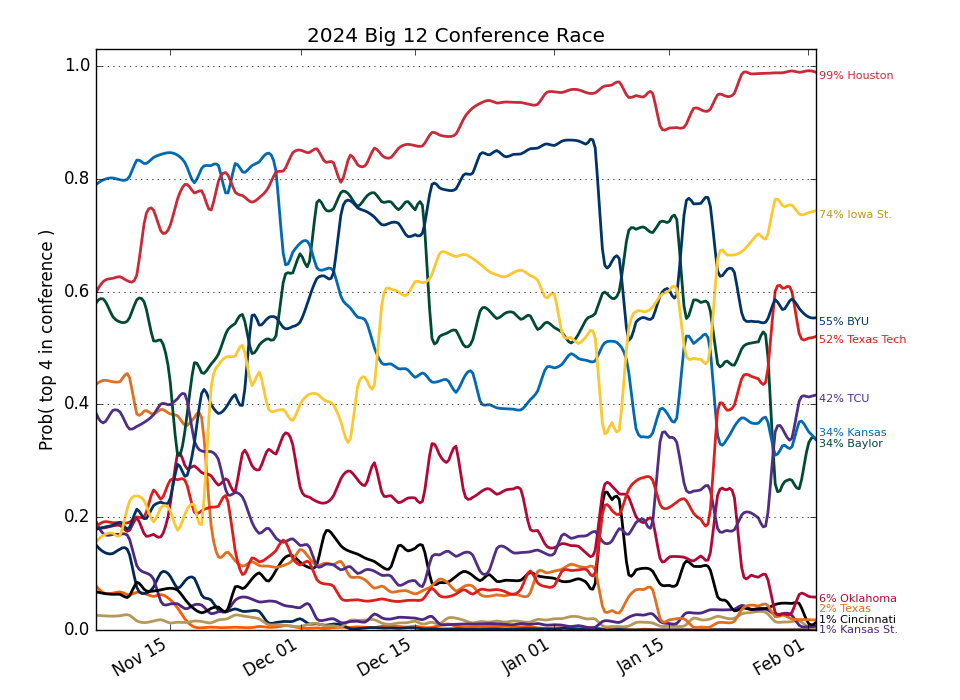 2024 Big 12 Conference Race
Prob( top 4 in conference )
1.0
0.8
0.6
0.4
0.2
0.0
Nov 15
Dec 01
Dec 15
Jan 01
Jan 15
Feb 01
99% Houston
74% Iowa St.
55% BYU
52% Texas Tech
42% TCU
34% Kansas
34% Baylor
6% Oklahoma
2% Texas
1% Cincinnati
1% Kansas St.